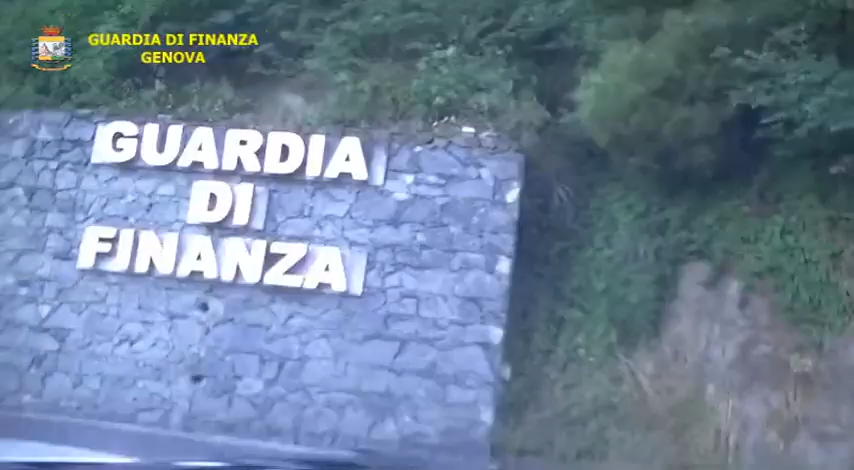 GUARDIA DI FINANZA
GENOVA
GUARDIA
DI
FINANZA